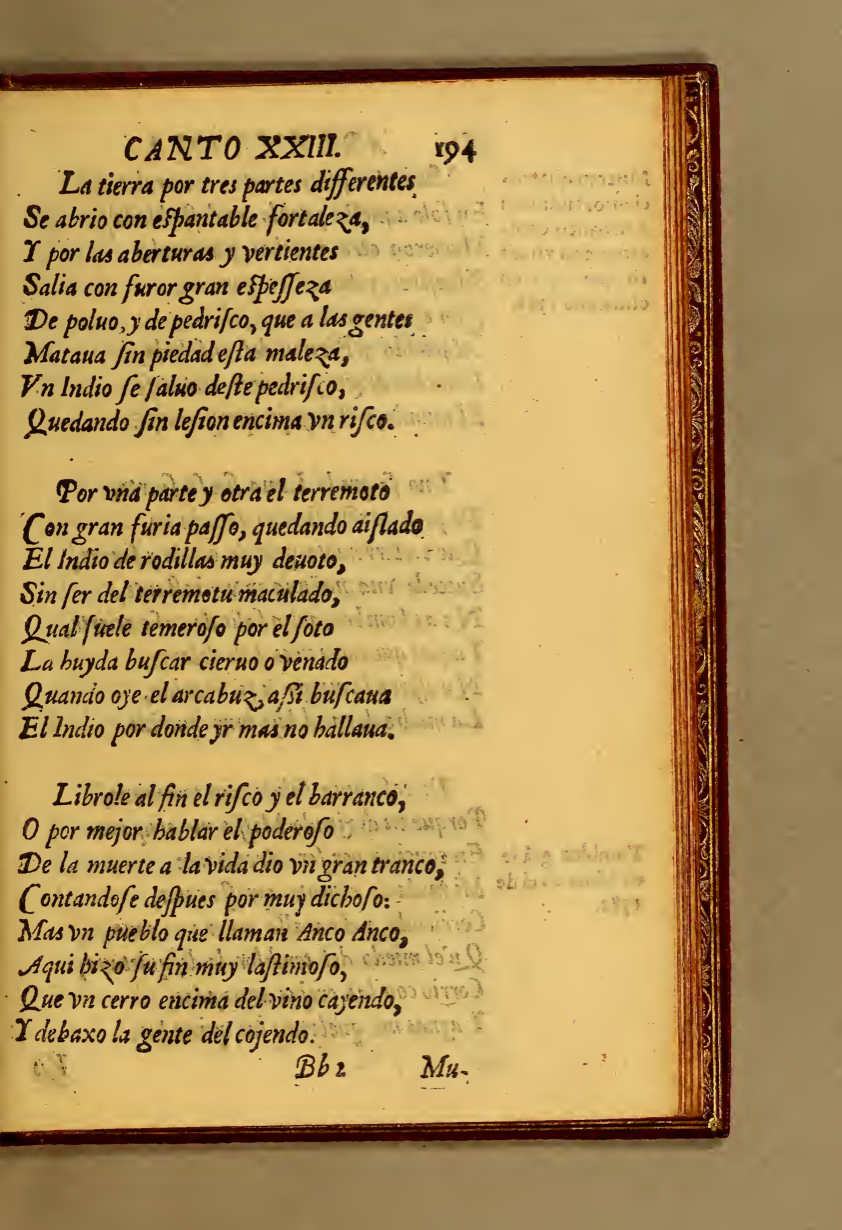 CANTO XXIII. 194
La tierra por tres partes differentes
Se abrio con eſpantable fortaleza,
Y por las aberturas y vertientes
Salia con furor gran eſpeſſeza
De poluo, y de pedriſco, que a las gentes
Mataua ſin piedad eſta maleza,
Vn Indio ſe ſaluo deſte pedriſco,
Quedando ſin leſion encima vn riſco.
Por vna parte y otra el terremoto
Con gran furia paſſo, quedando aiſlado
El Indio de rodillas muy deuoto,
Sin ſer del terremotu maculado,
Qual ſuele temeroſo por el ſoto
La huyda buſcar cieruo o venado
Quando oye el arcabuz, aſſi buſcaua
El Indio por donde yr mas no hallaua.
Librole al fin el riſco y el barranco,
O por mejor hablar el poderoſo
De la muerte a la vida dio vn gran tranco,
Contandoſe deſpues por muy dichoſo:
Mas vn pueblo que llaman Anco Anco,
Aqui hizo ſu fin muy laſtimoſo,
Que vn cerro encima del vino cayendo,
Y debaxo la gente del cojendo.
Bb 2 Mu-